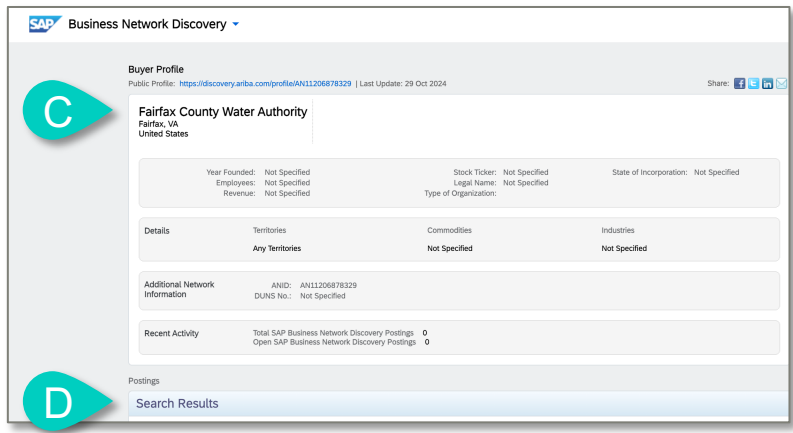 SAP Business Network Discovery
Buyer Profile
Public Profile: https://discovery.ariba.com/profile/AN11206878329 | Last Update: 29 Oct 2024
Share:
C
Fairfax County Water Authority
Fairfax, VA
United States
Year Founded: Not Specified Stock Ticker: Not Specified State of Incorporation: Not Specified
Employees: Not Specified Legal Name: Not Specified
Revenue: Not Specified Type of Organization:
Details Territories Commodities Industries
Any Territories Not Specified Not Specified
Additional Network Information
ANID: AN11206878329
DUNS No.: Not Specified
Recent Activity Total SAP Business Network Discovery Postings 0
Open SAP Business Network Discovery Postings 0
Postings
D
Search Results